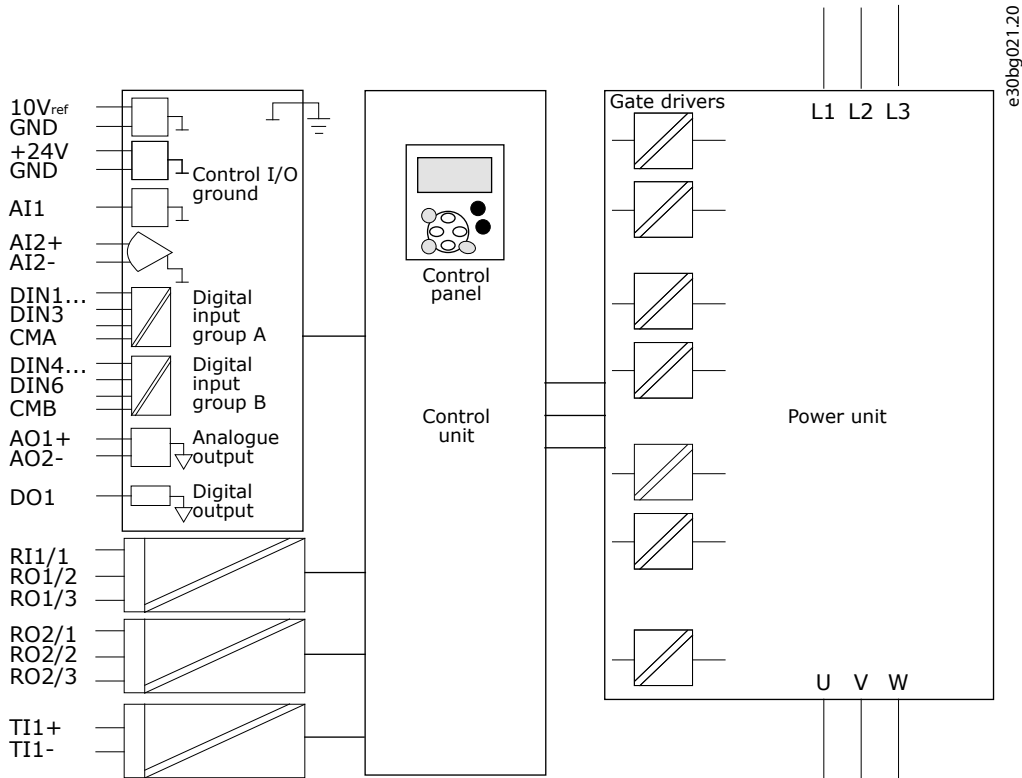 e30bg021.20
10Vref
GND
+24V
GND
AI1
AI2+
AI2-
DIN1...
DIN3
CMA
DIN4...
DIN6
CMB
AO1+
AO2-
DO1
RI1/1
RO1/2
RO1/3
RO2/1
RO2/2
RO2/3
TI1+
TI1-
Control I/O
ground
Digital
input
group A
Digital
input
group B
Analogue
output
Digital
output
Control
panel
Control
unit
Gate drivers
L1 L2 L3
Power unit
U V W